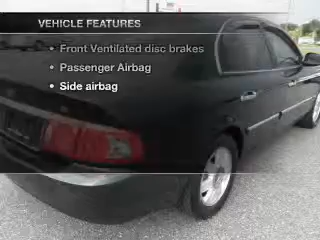 VEHICLE FEATURES
• Front Ventilated disc brakes
• Passenger Airbag
• Side airbag